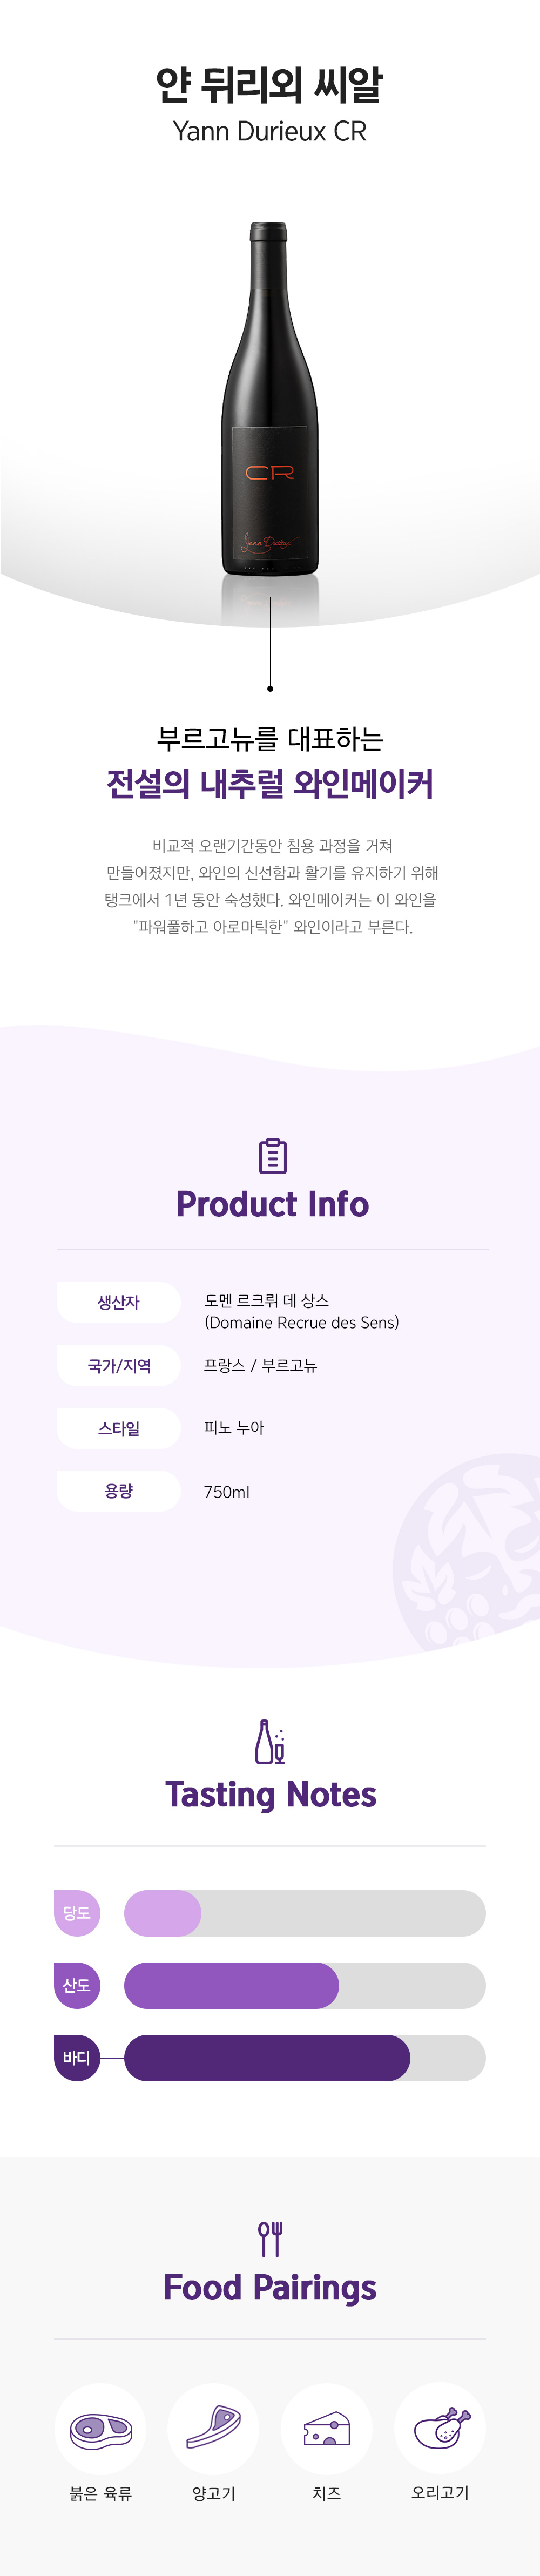 얀 뒤리외 씨알
Yann Durieux CR
CR
Yann Durieux
부르고뉴를 대표하는
전설의 내추럴 와인메이커
비교적 오랜기간동안 침용 과정을 거쳐
만들어졌지만, 와인의 신선함과 활기를 유지하기 위해
탱크에서 1년 동안 숙성했다. 와인메이커는 이 와인을
"파워풀하고 아로마틱한" 와인이라고 부른다.
Product Info
생산자
도멘 르크뤼 데 상스
(Domaine Recrue des Sens)
국가/지역
프랑스 / 부르고뉴
스타일
피노 누아
용량
750ml
Tasting Notes
당도
산도
바디
Food Pairings
붉은 육류
양고기
치즈
오리고기